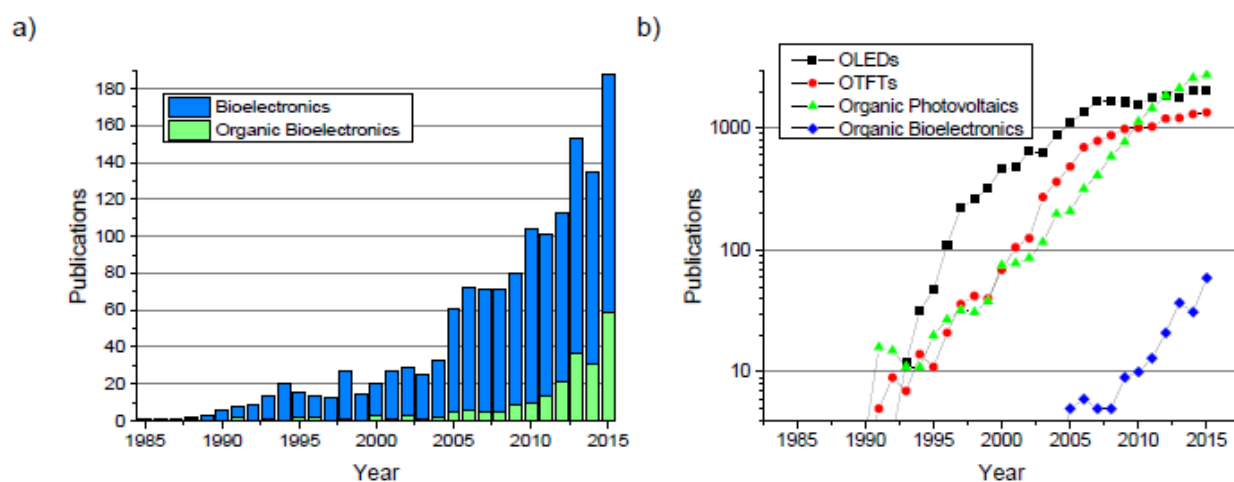 a)
Publications
180
160
140
120
100
80
60
40
20
0
Bioelectronics
Organic Bioelectronics
1985 1990 1995 2000 2005 2010 2015
Year
b)
OLEDs
OTFTs
Organic Photovoltaics
Organic Bioelectronics
Publications
1000
100
10
1985 1990 1995 2000 2005 2010 2015
Year